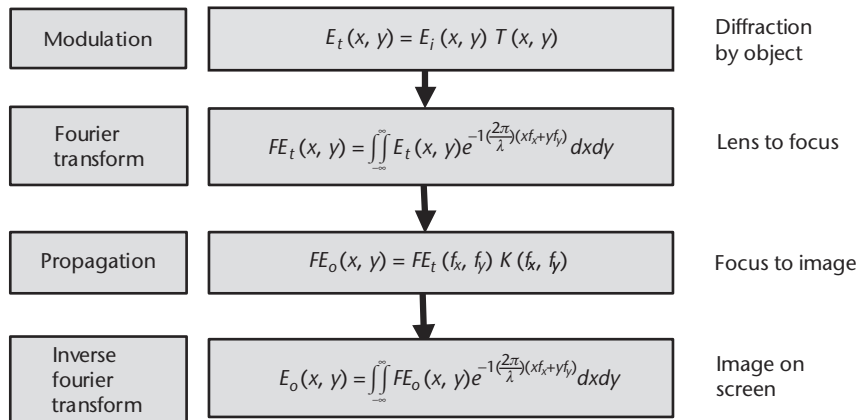 Modulation
E_t(x, y) = E_i(x, y) T(x, y)
Diffraction
by object
Fourier
transform
FE_t(x, y) = ∫∫_{-∞}^{∞} E_t(x, y)e^{-1(2π/λ)(xf_x+yf_y)} dxdy
Lens to focus
Propagation
FE_o(x, y) = FE_t(f_x, f_y) K(f_x, f_y)
Focus to image
Inverse
fourier
transform
E_o(x, y) = ∫∫_{-∞}^{∞} FE_o(x, y)e^{-1(2π/λ)(xf_x+yf_y)} dxdy
Image on
screen